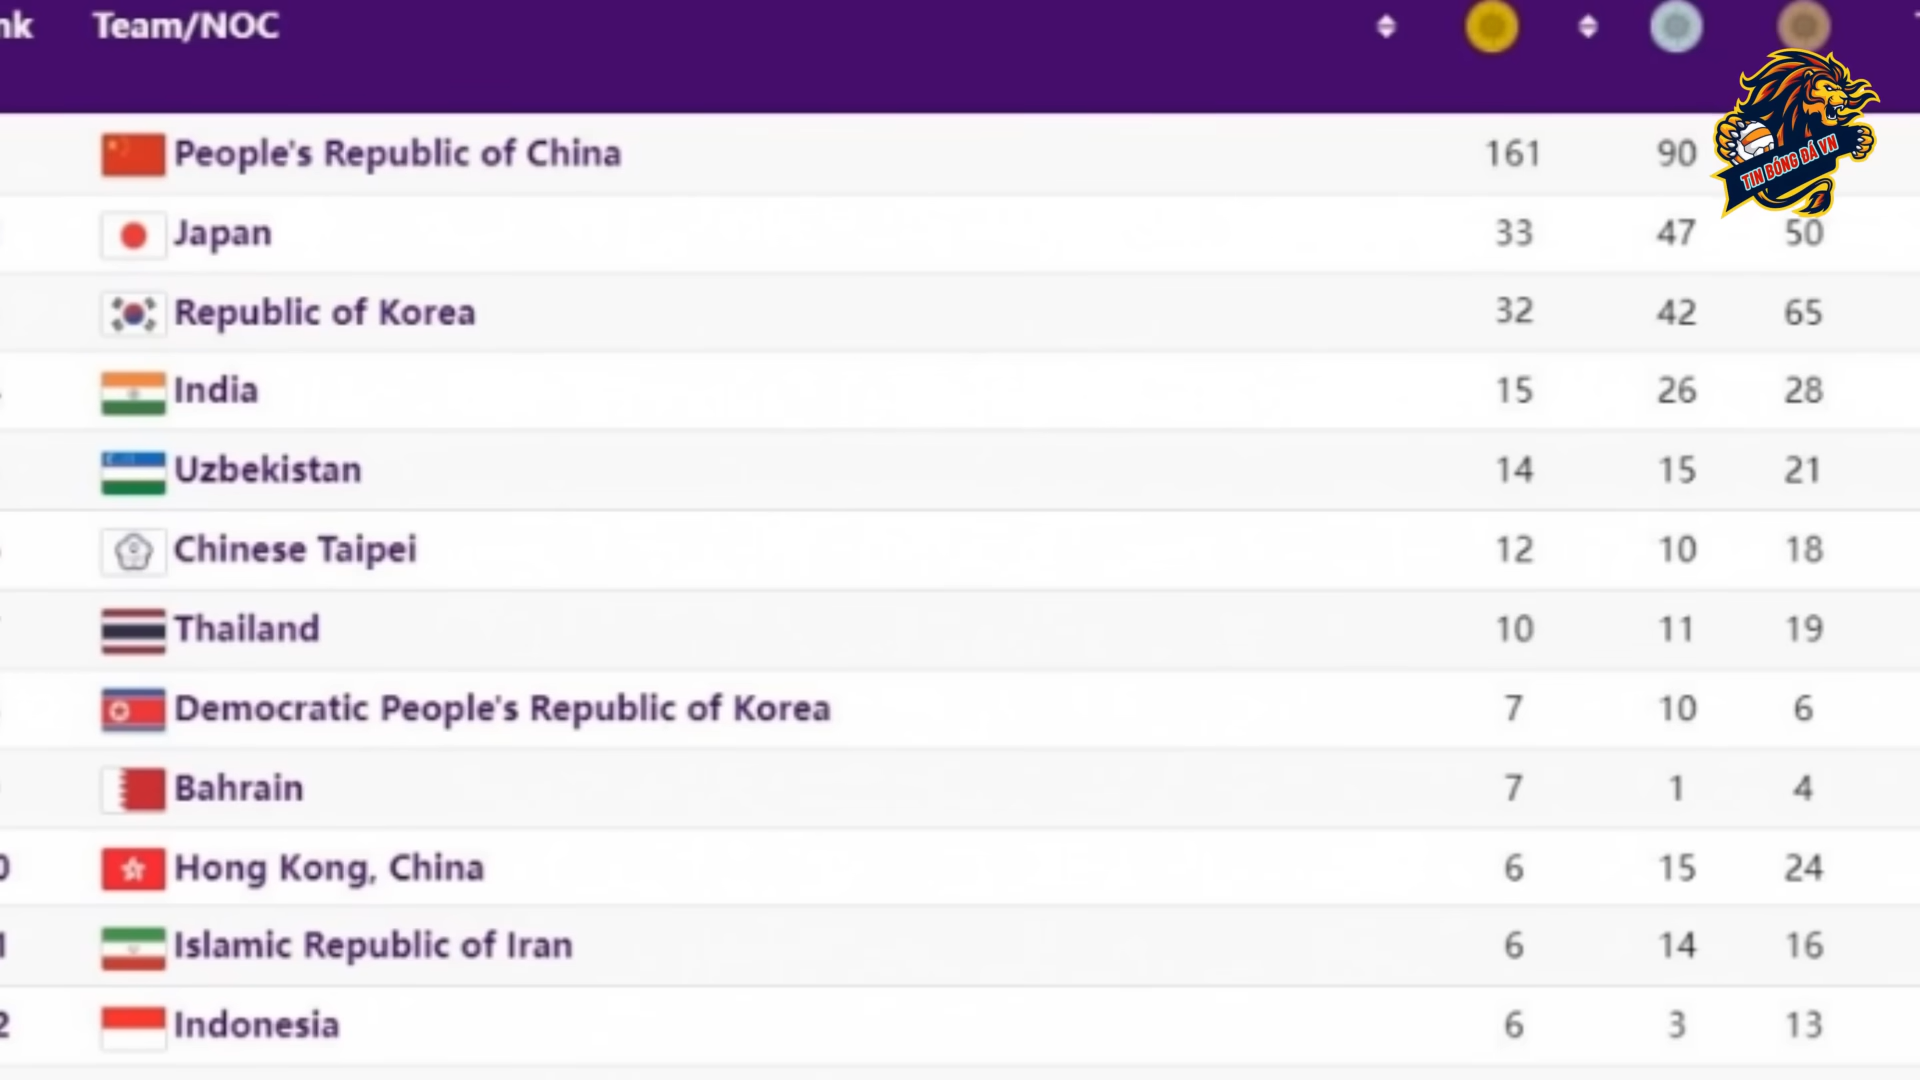 nk Team/NOC
People's Republic of China 161 90
TIN BÓNG ĐÁ VN
Japan 33 47 50
Republic of Korea 32 42 65
India 15 26 28
Uzbekistan 14 15 21
Chinese Taipei 12 10 18
Thailand 10 11 19
Democratic People's Republic of Korea 7 10 6
Bahrain 7 1 4
0 Hong Kong, China 6 15 24
1 Islamic Republic of Iran 6 14 16
2 Indonesia 6 3 13